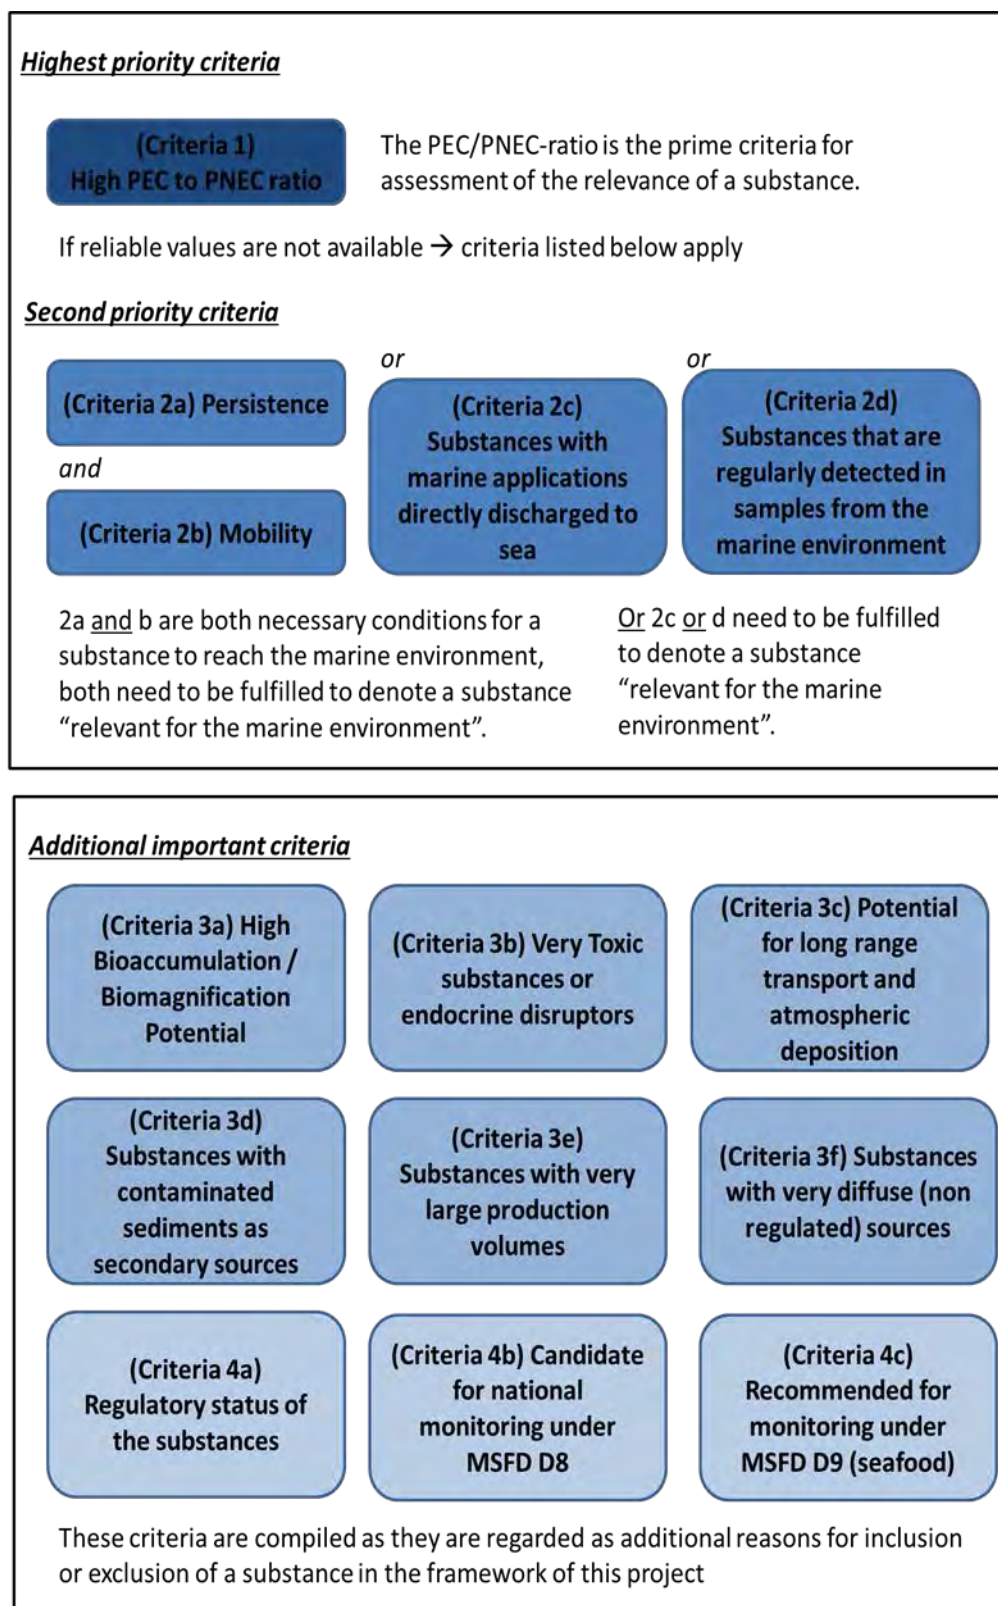 Highest priority criteria
(Criteria 1)
High PEC to PNEC ratio
The PEC/PNEC-ratio is the prime criteria for
assessment of the relevance of a substance.
If reliable values are not available → criteria listed below apply
Second priority criteria
(Criteria 2a) Persistence
and
(Criteria 2b) Mobility
or
(Criteria 2c)
Substances with
marine applications
directly discharged to
sea
or
(Criteria 2d)
Substances that are
regularly detected in
samples from the
marine environment
2a and b are both necessary conditions for a
substance to reach the marine environment,
both need to be fulfilled to denote a substance
“relevant for the marine environment”.
Or 2c or d need to be fulfilled
to denote a substance
“relevant for the marine
environment”.
Additional important criteria
(Criteria 3a) High
Bioaccumulation /
Biomagnification
Potential
(Criteria 3b) Very Toxic
substances or
endocrine disruptors
(Criteria 3c) Potential
for long range
transport and
atmospheric
deposition
(Criteria 3d)
Substances with
contaminated
sediments as
secondary sources
(Criteria 3e)
Substances with very
large production
volumes
(Criteria 3f) Substances
with very diffuse (non
regulated) sources
(Criteria 4a)
Regulatory status of
the substances
(Criteria 4b) Candidate
for national
monitoring under
MSFD D8
(Criteria 4c)
Recommended for
monitoring under
MSFD D9 (seafood)
These criteria are compiled as they are regarded as additional reasons for inclusion
or exclusion of a substance in the framework of this project